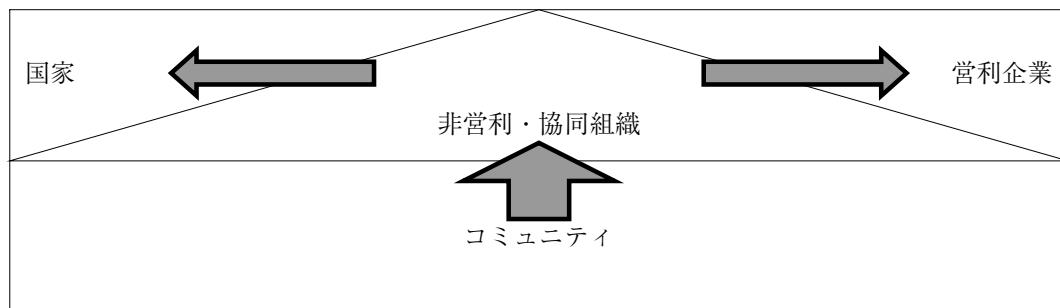 国家
営利企業
非営利・協同組織
コミュニティ